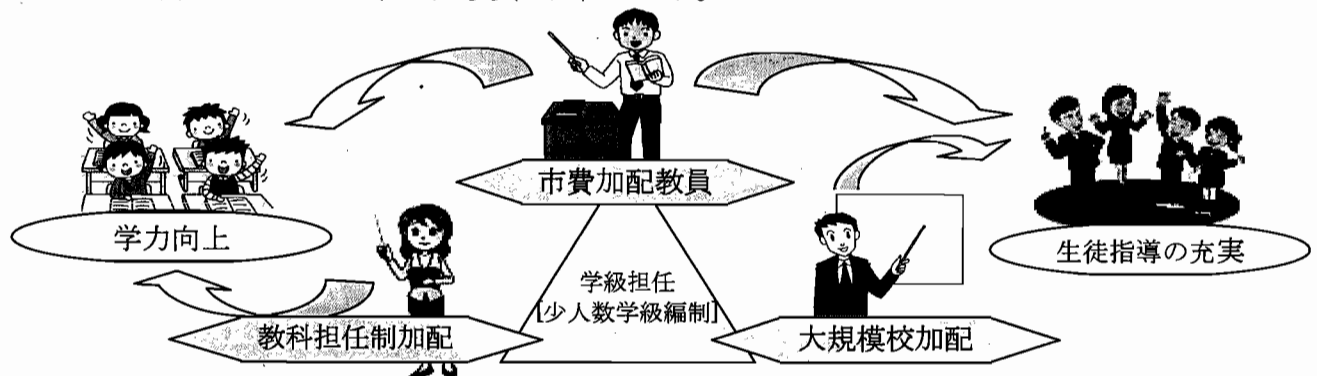 市費加配教員
学力向上
生徒指導の充実
学級担任
[少人数学級編制]
教科担任制加配
大規模校加配